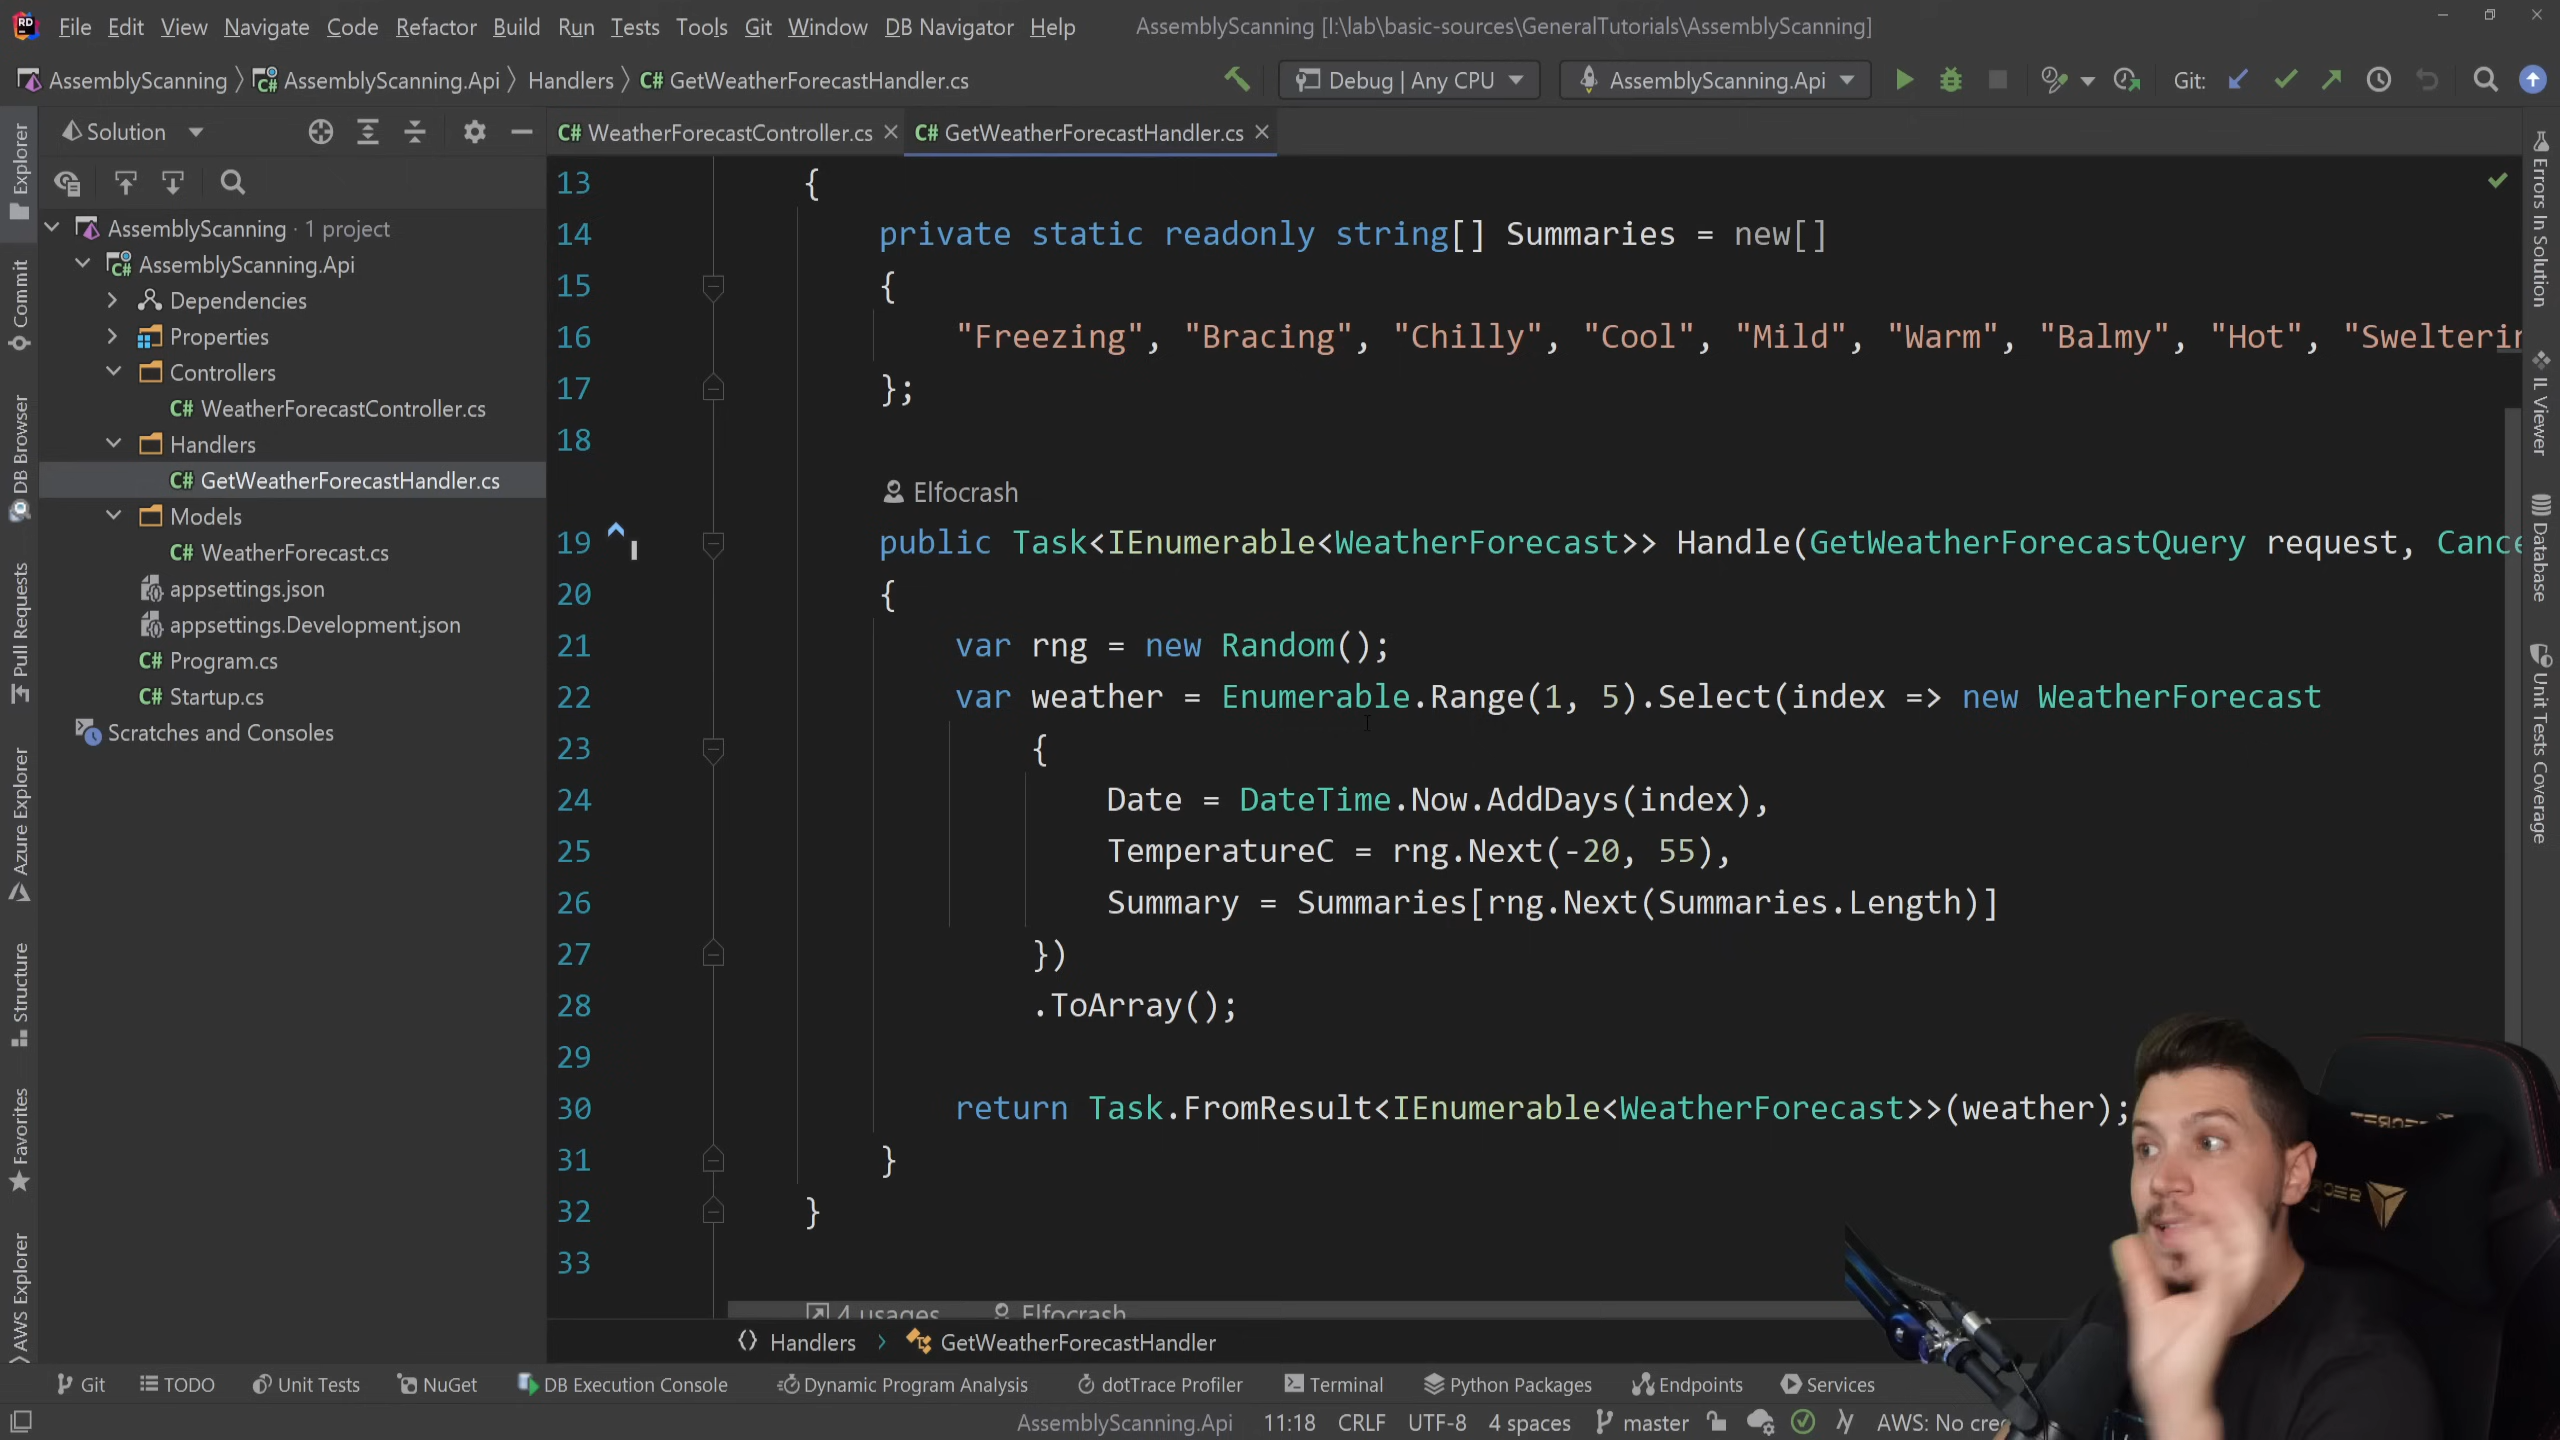 RD File Edit View Navigate Code Refactor Build Run Tests Tools Git Window DB Navigator Help AssemblyScanning [I:\lab\basic-sources\GeneralTutorials\AssemblyScanning]
AssemblyScanning AssemblyScanning.Api Handlers C# GetWeatherForecastHandler.cs Debug | Any CPU AssemblyScanning.Api Git:
Solution
C# WeatherForecastController.cs C# GetWeatherForecastHandler.cs
AssemblyScanning · 1 project
AssemblyScanning.Api
Dependencies
Properties
Controllers
C# WeatherForecastController.cs
Handlers
C# GetWeatherForecastHandler.cs
Models
C# WeatherForecast.cs
appsettings.json
appsettings.Development.json
C# Program.cs
C# Startup.cs
Scratches and Consoles
Explorer
Commit
DB Browser
Pull Requests
Azure Explorer
Structure
Favorites
AWS Explorer
13 {
14 private static readonly string[] Summaries = new[]
15 {
16 "Freezing", "Bracing", "Chilly", "Cool", "Mild", "Warm", "Balmy", "Hot", "Swelterin
17 };
18
Elfocrash
19 public Task<IEnumerable<WeatherForecast>> Handle(GetWeatherForecastQuery request, Cance
20 {
21 var rng = new Random();
22 var weather = Enumerable.Range(1, 5).Select(index => new WeatherForecast
23 {
24 Date = DateTime.Now.AddDays(index),
25 TemperatureC = rng.Next(-20, 55),
26 Summary = Summaries[rng.Next(Summaries.Length)]
27 })
28 .ToArray();
29
30 return Task.FromResult<IEnumerable<WeatherForecast>>(weather);
31 }
32 }
33
4 usages Elfocrash
Errors In Solution
IL Viewer
Database
Unit Tests Coverage
Handlers GetWeatherForecastHandler
Git TODO Unit Tests NuGet DB Execution Console Dynamic Program Analysis dotTrace Profiler Terminal Python Packages Endpoints Services
AssemblyScanning.Api 11:18 CRLF UTF-8 4 spaces master AWS: No cre